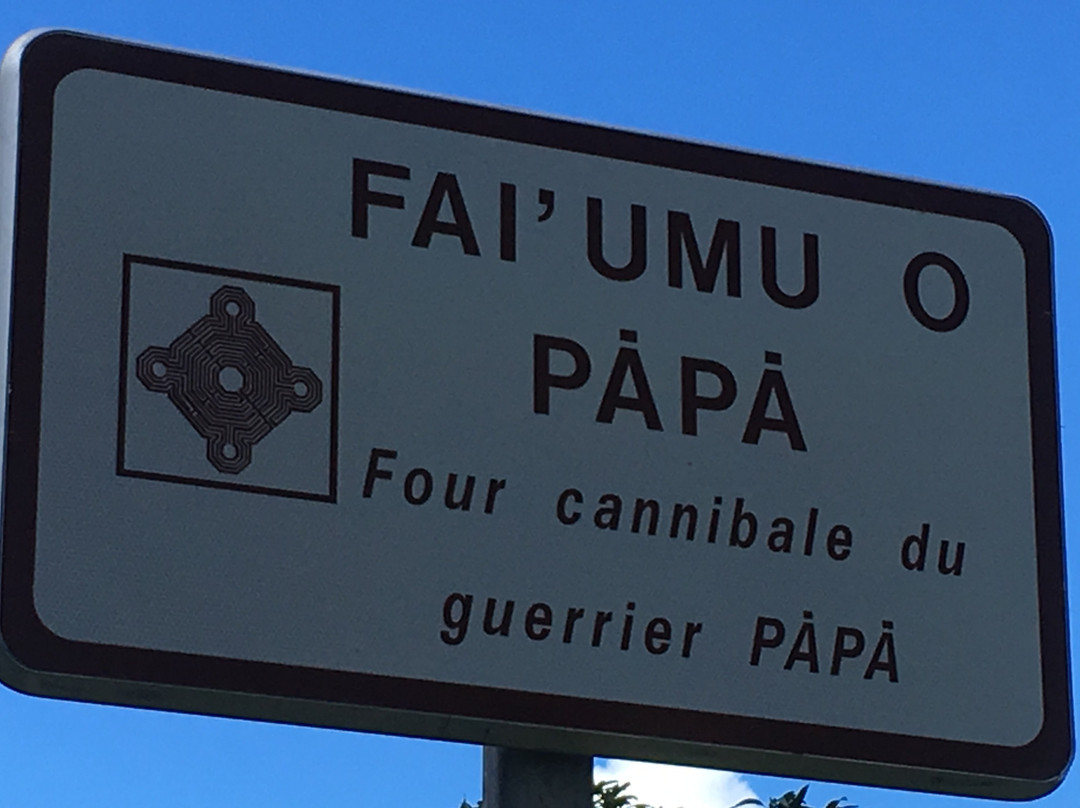 FAI'UMU O
PȦPȦ
Four cannibale du
guerrier PȦPȦ